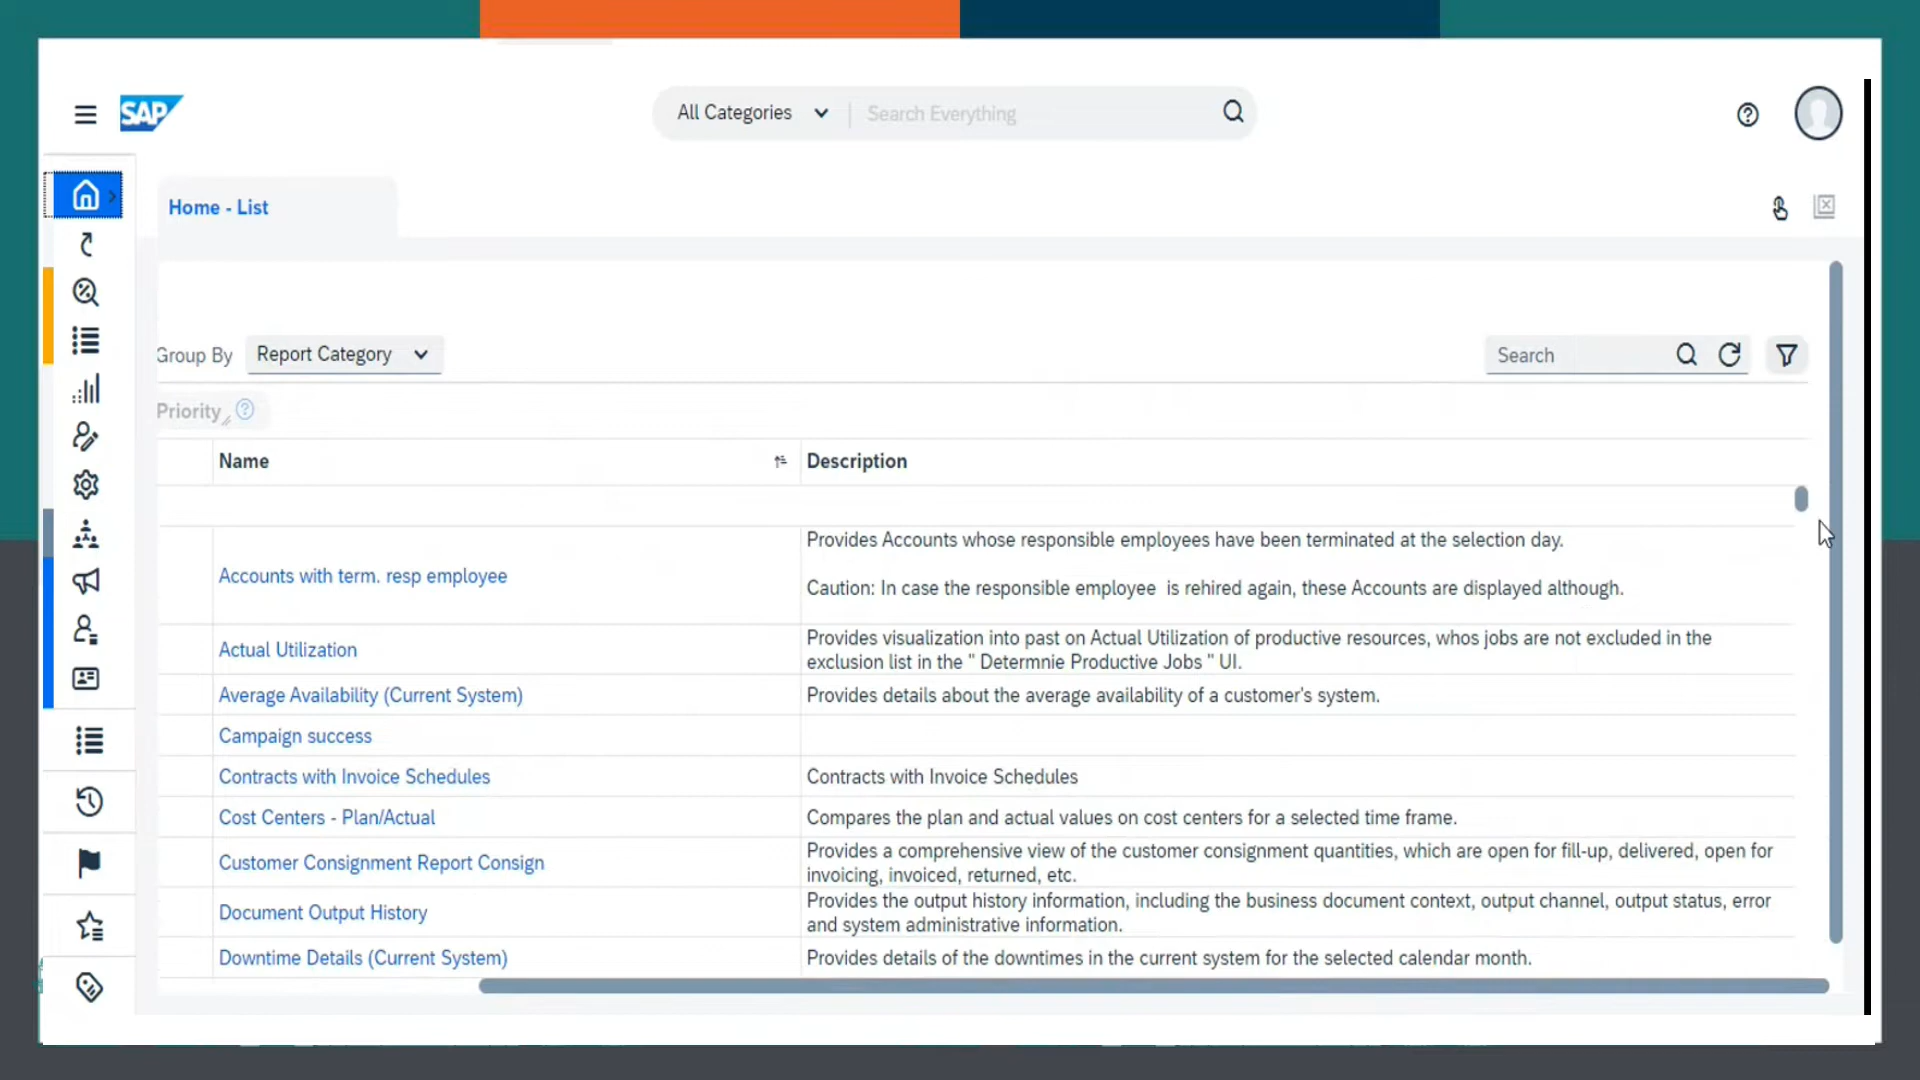 SAP
All Categories
Search Everything
Home - List
Group By
Report Category
Search
Priority
Name
Description
Accounts with term. resp employee
Provides Accounts whose responsible employees have been terminated at the selection day.
Caution: In case the responsible employee is rehired again, these Accounts are displayed although.
Actual Utilization
Provides visualization into past on Actual Utilization of productive resources, whos jobs are not excluded in the
exclusion list in the " Determnie Productive Jobs " UI.
Average Availability (Current System)
Provides details about the average availability of a customer's system.
Campaign success
Contracts with Invoice Schedules
Contracts with Invoice Schedules
Cost Centers - Plan/Actual
Compares the plan and actual values on cost centers for a selected time frame.
Customer Consignment Report Consign
Provides a comprehensive view of the customer consignment quantities, which are open for fill-up, delivered, open for
invoicing, invoiced, returned, etc.
Document Output History
Provides the output history information, including the business document context, output channel, output status, error
and system administrative information.
Downtime Details (Current System)
Provides details of the downtimes in the current system for the selected calendar month.